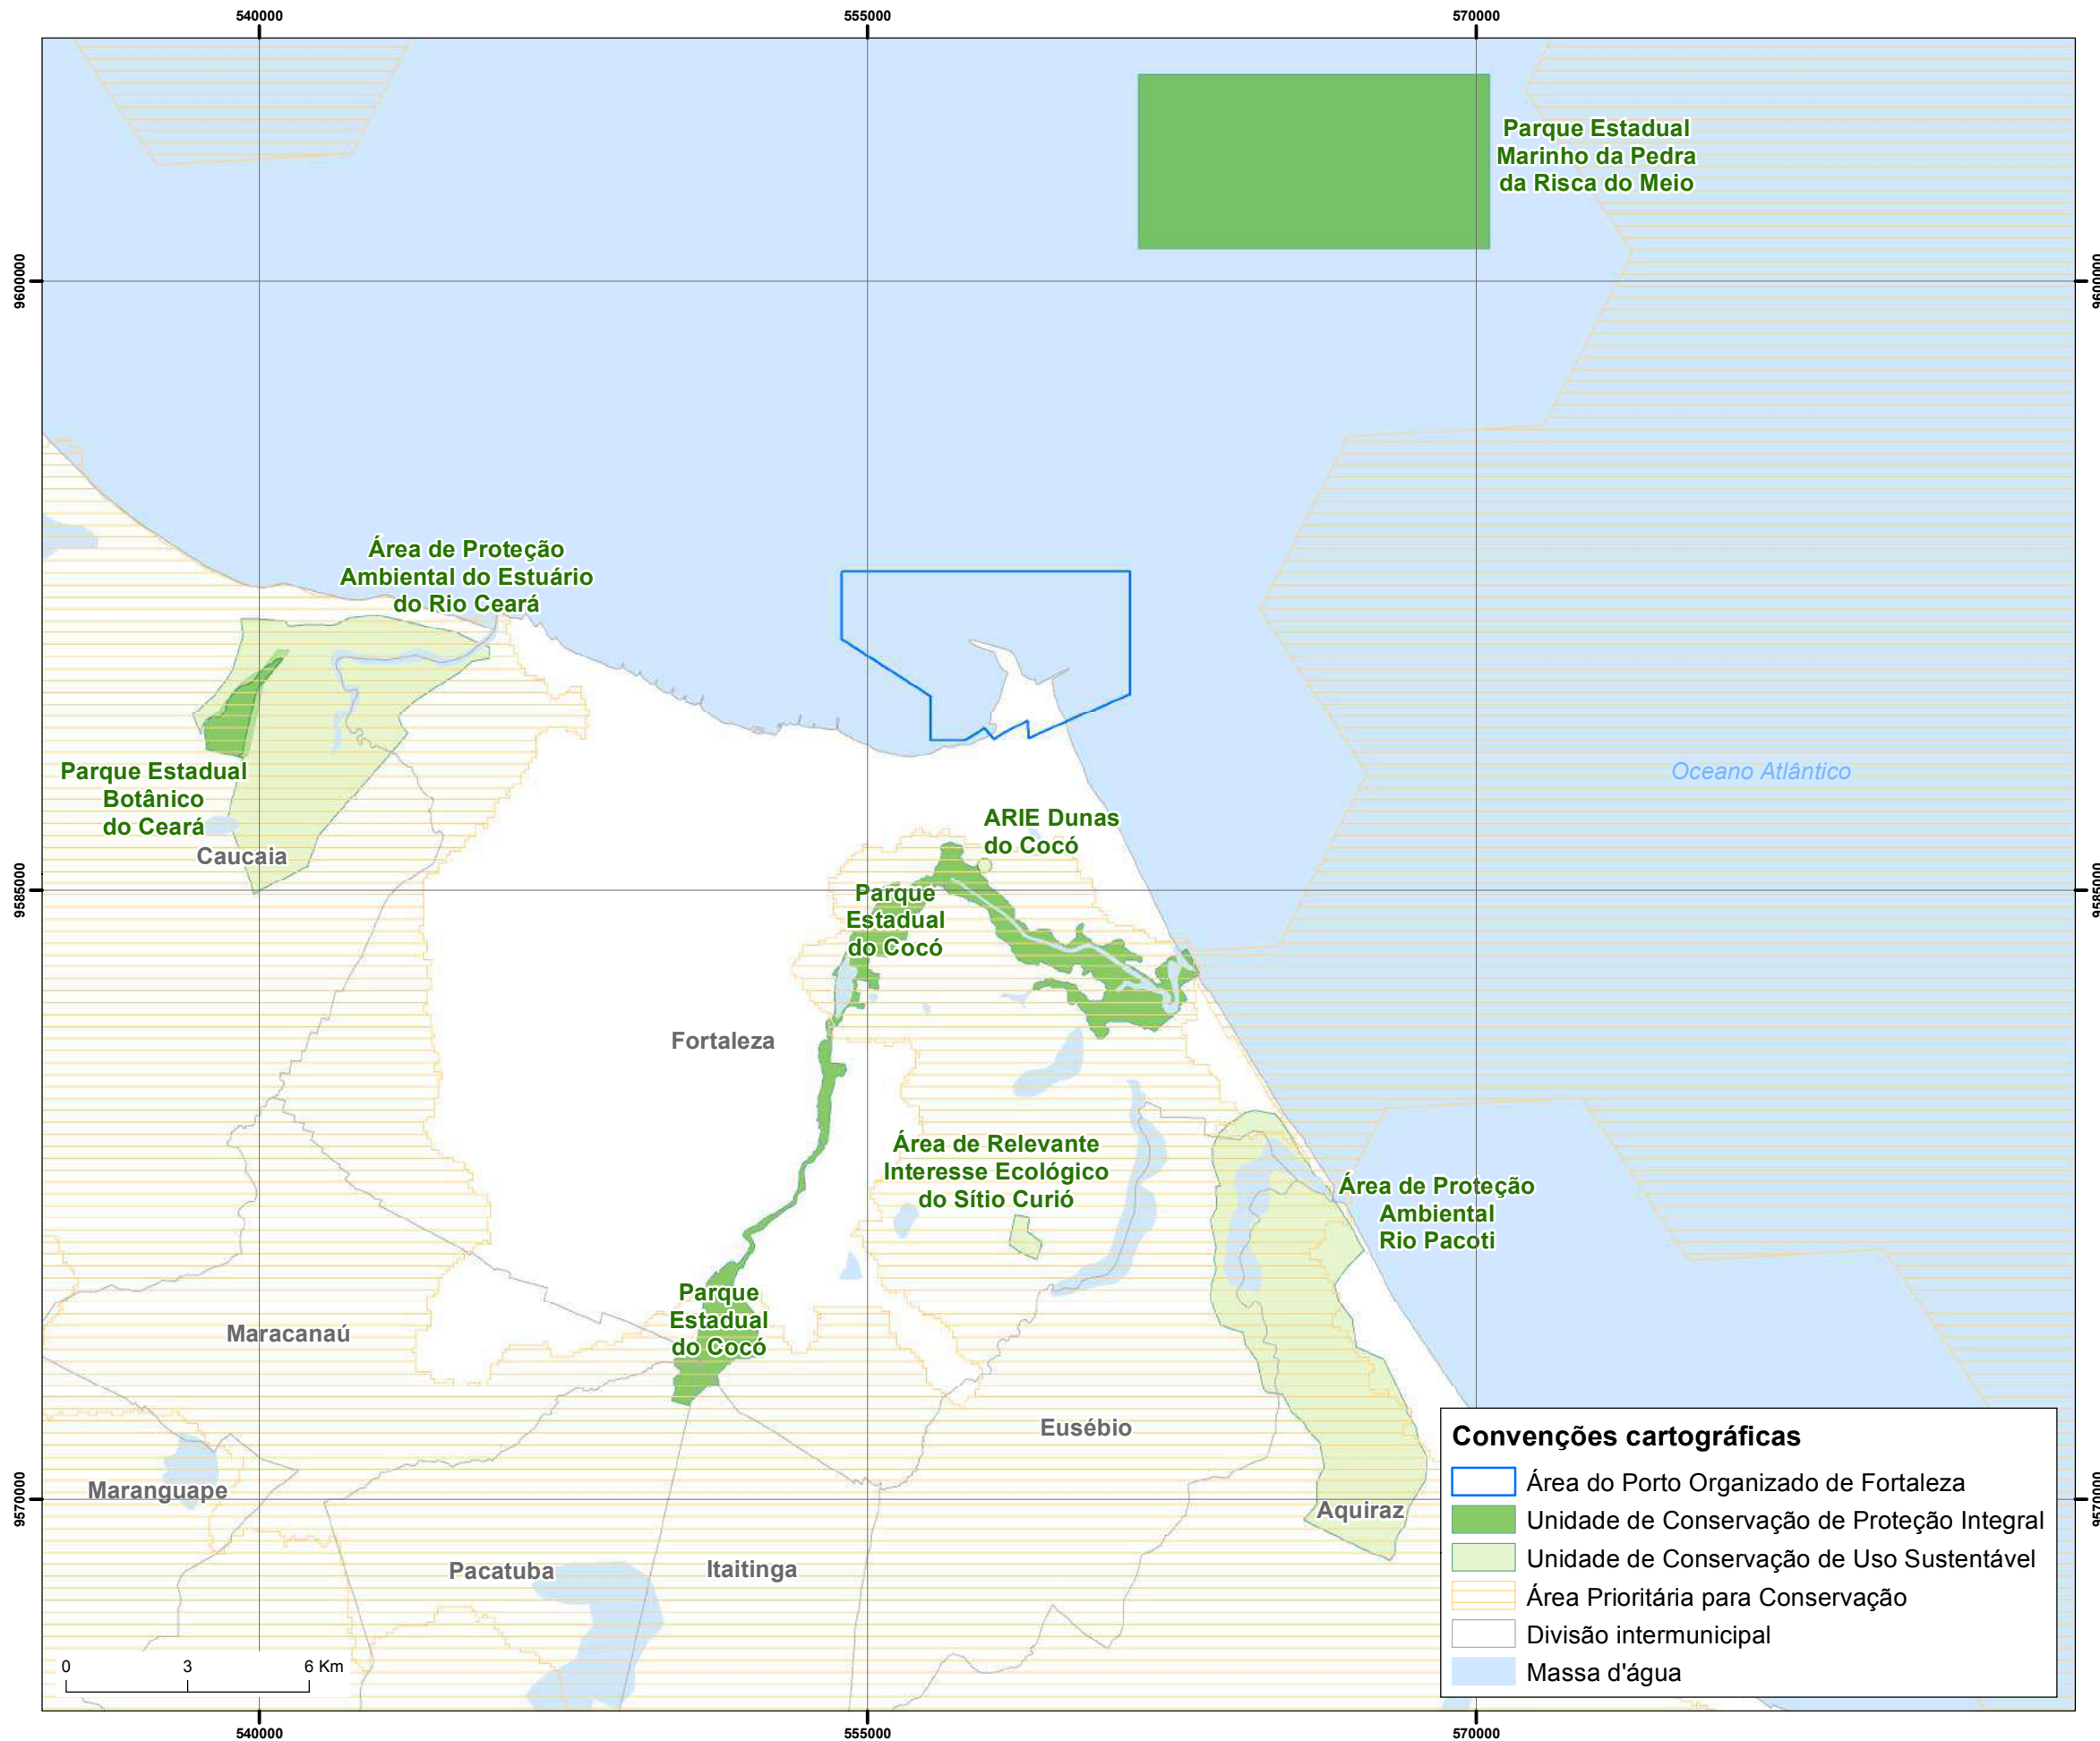 540000
555000
570000
Parque Estadual
Marinho da Pedra
da Risca do Meio
9600000
9600000
Área de Proteção
Ambiental do Estuário
do Rio Ceará
Parque Estadual
Botânico
do Ceará
Oceano Atlântico
ARIE Dunas
do Cocó
Caucaia
9585000
9585000
Parque
Estadual
do Cocó
Fortaleza
Área de Relevante
Interesse Ecológico
do Sítio Curió
Área de Proteção
Ambiental
Rio Pacoti
Parque
Estadual
do Cocó
Maracanaú
Eusébio
Maranguape
9570000
9570000
Aquiraz
Pacatuba
Itaitinga
Convenções cartográficas
Área do Porto Organizado de Fortaleza
Unidade de Conservação de Proteção Integral
Unidade de Conservação de Uso Sustentável
Área Prioritária para Conservação
Divisão intermunicipal
Massa d'água
0 3 6 Km
540000
555000
570000